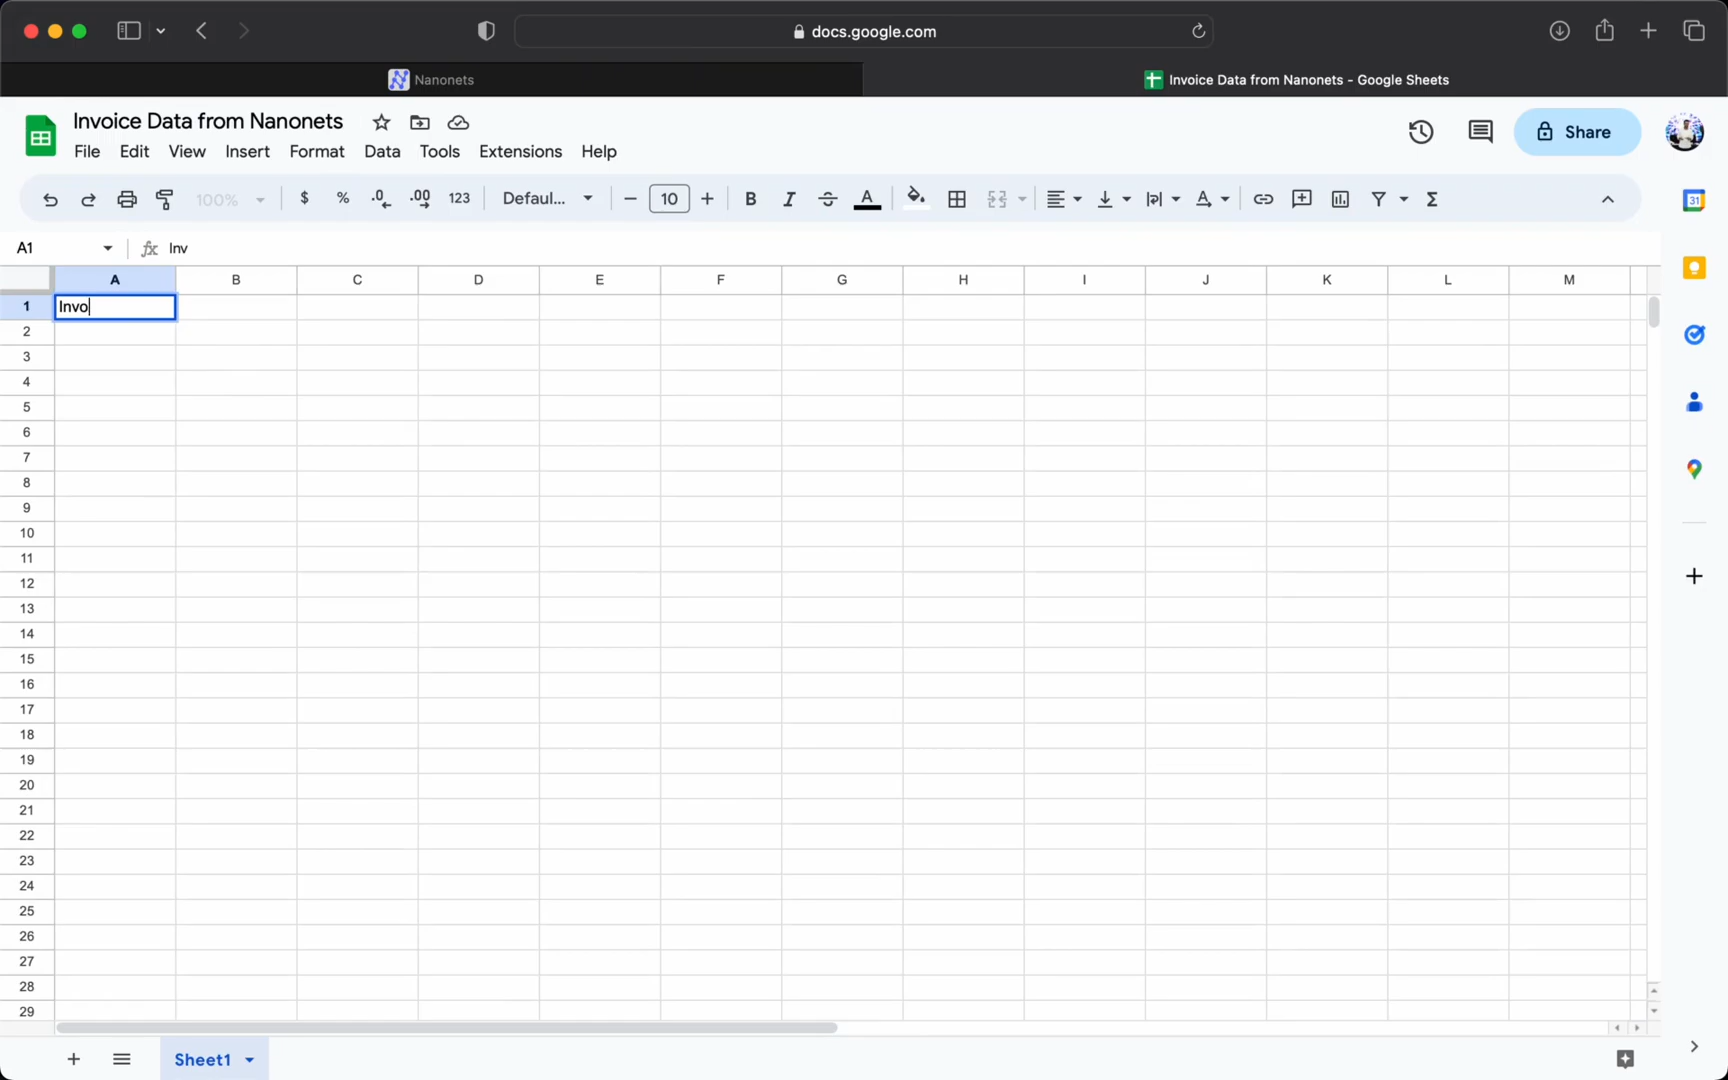 docs.google.com
Nanonets
Invoice Data from Nanonets - Google Sheets
Invoice Data from Nanonets
Share
File Edit View Insert Format Data Tools Extensions Help
100% $ % .0 .00 123 Defaul... 10 B I A A Σ
31
A1 fx Inv
A B C D E F G H I J K L M
1 Invo
2
3
4
5
6
7
8
9
10
11
12
13
14
15
16
17
18
19
20
21
22
23
24
25
26
27
28
29
Sheet1